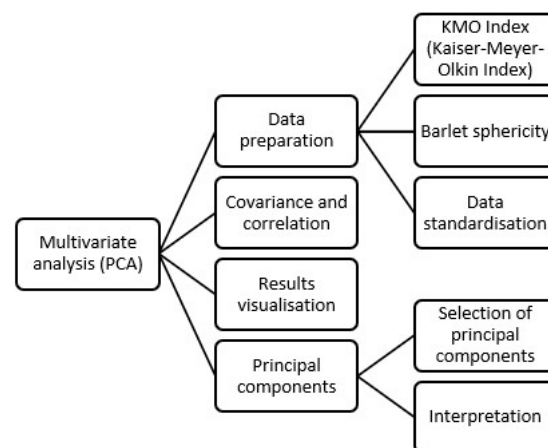 Multivariate
analysis (PCA)
Data
preparation
KMO Index
(Kaiser-Meyer-
Olkin Index)
Barlet sphericity
Data
standardisation
Covariance and
correlation
Results
visualisation
Principal
components
Selection of
principal
components
Interpretation